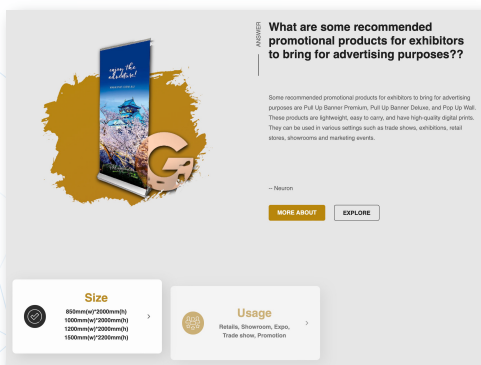 ANSWER
What are some recommended
promotional products for exhibitors
to bring for advertising purposes??
enjoy the
adventure!
Some recommended promotional products for exhibitors to bring for advertising
purposes are Pull Up Banner Premium, Pull Up Banner Deluxe, and Pop Up Wall.
These products are lightweight, easy to carry, and have high-quality digital prints.
They can be used in various settings such as trade shows, exhibitions, retail
stores, showrooms and marketing events.
— Neuron
MORE ABOUT
EXPLORE
Size
850mm(w)*2000mm(h)
1000mm(w)*2000mm(h)
1200mm(w)*2000mm(h)
1500mm(w)*2200mm(h)
Usage
Retails, Showroom, Expo,
Trade show, Promotion